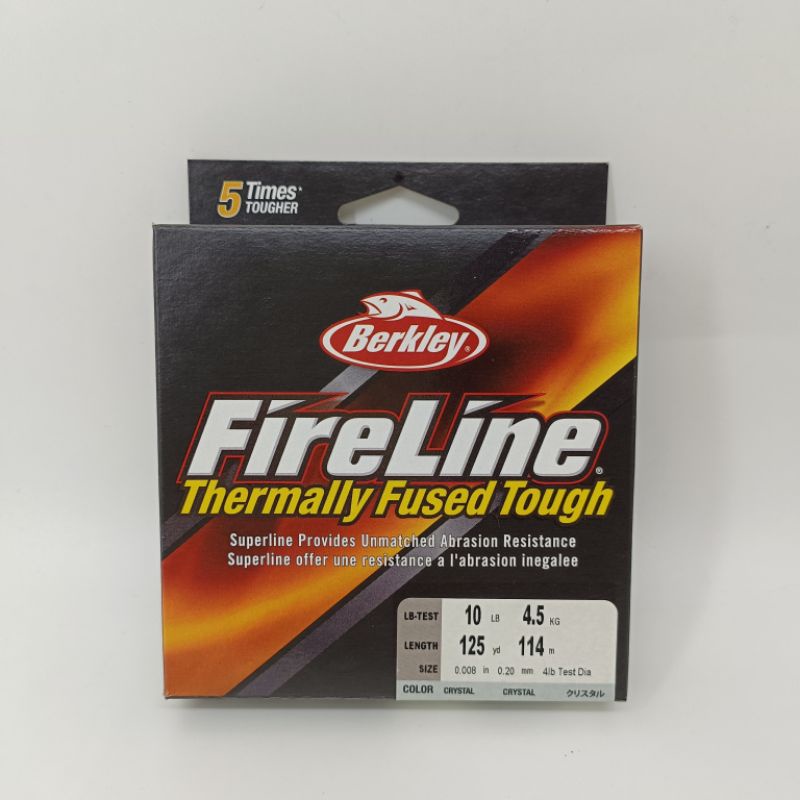 5 Times*
TOUGHER
Berkley®
FireLine®
Thermally Fused Tough
Superline Provides Unmatched Abrasion Resistance
Superline offer une resistance a l'abrasion inegalee
LB-TEST 10 LB 4.5 KG
LENGTH 125 yd 114 m
SIZE 0.008 in 0.20 mm 4lb Test Dia
COLOR CRYSTAL CRYSTAL クリスタル